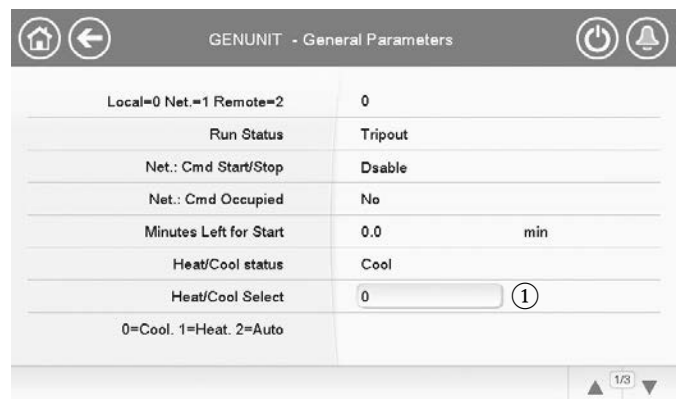 GENUNIT - General Parameters
Local=0 Net.=1 Remote=2 0
Run Status Tripout
Net.: Cmd Start/Stop Dsable
Net.: Cmd Occupied No
Minutes Left for Start 0.0 min
Heat/Cool status Cool
Heat/Cool Select 0 ①
0=Cool. 1=Heat. 2=Auto
1/3